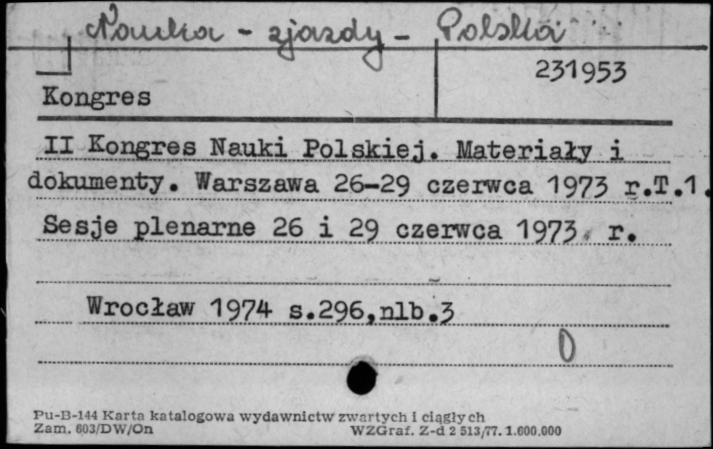 Nauka - zjazdy - Polska
231953
Kongres
II Kongres Nauki Polskiej. Materiały i
dokumenty. Warszawa 26-29 czerwca 1973 r.T.1.
Sesje plenarne 26 i 29 czerwca 1973 r.
Wrocław 1974 s.296,nlb.3
0
Pu-B-144 Karta katalogowa wydawnictw zwartych i ciągłych
Zam. 603/DW/On WZGraf. Z-d 2 513/77. 1.600.000